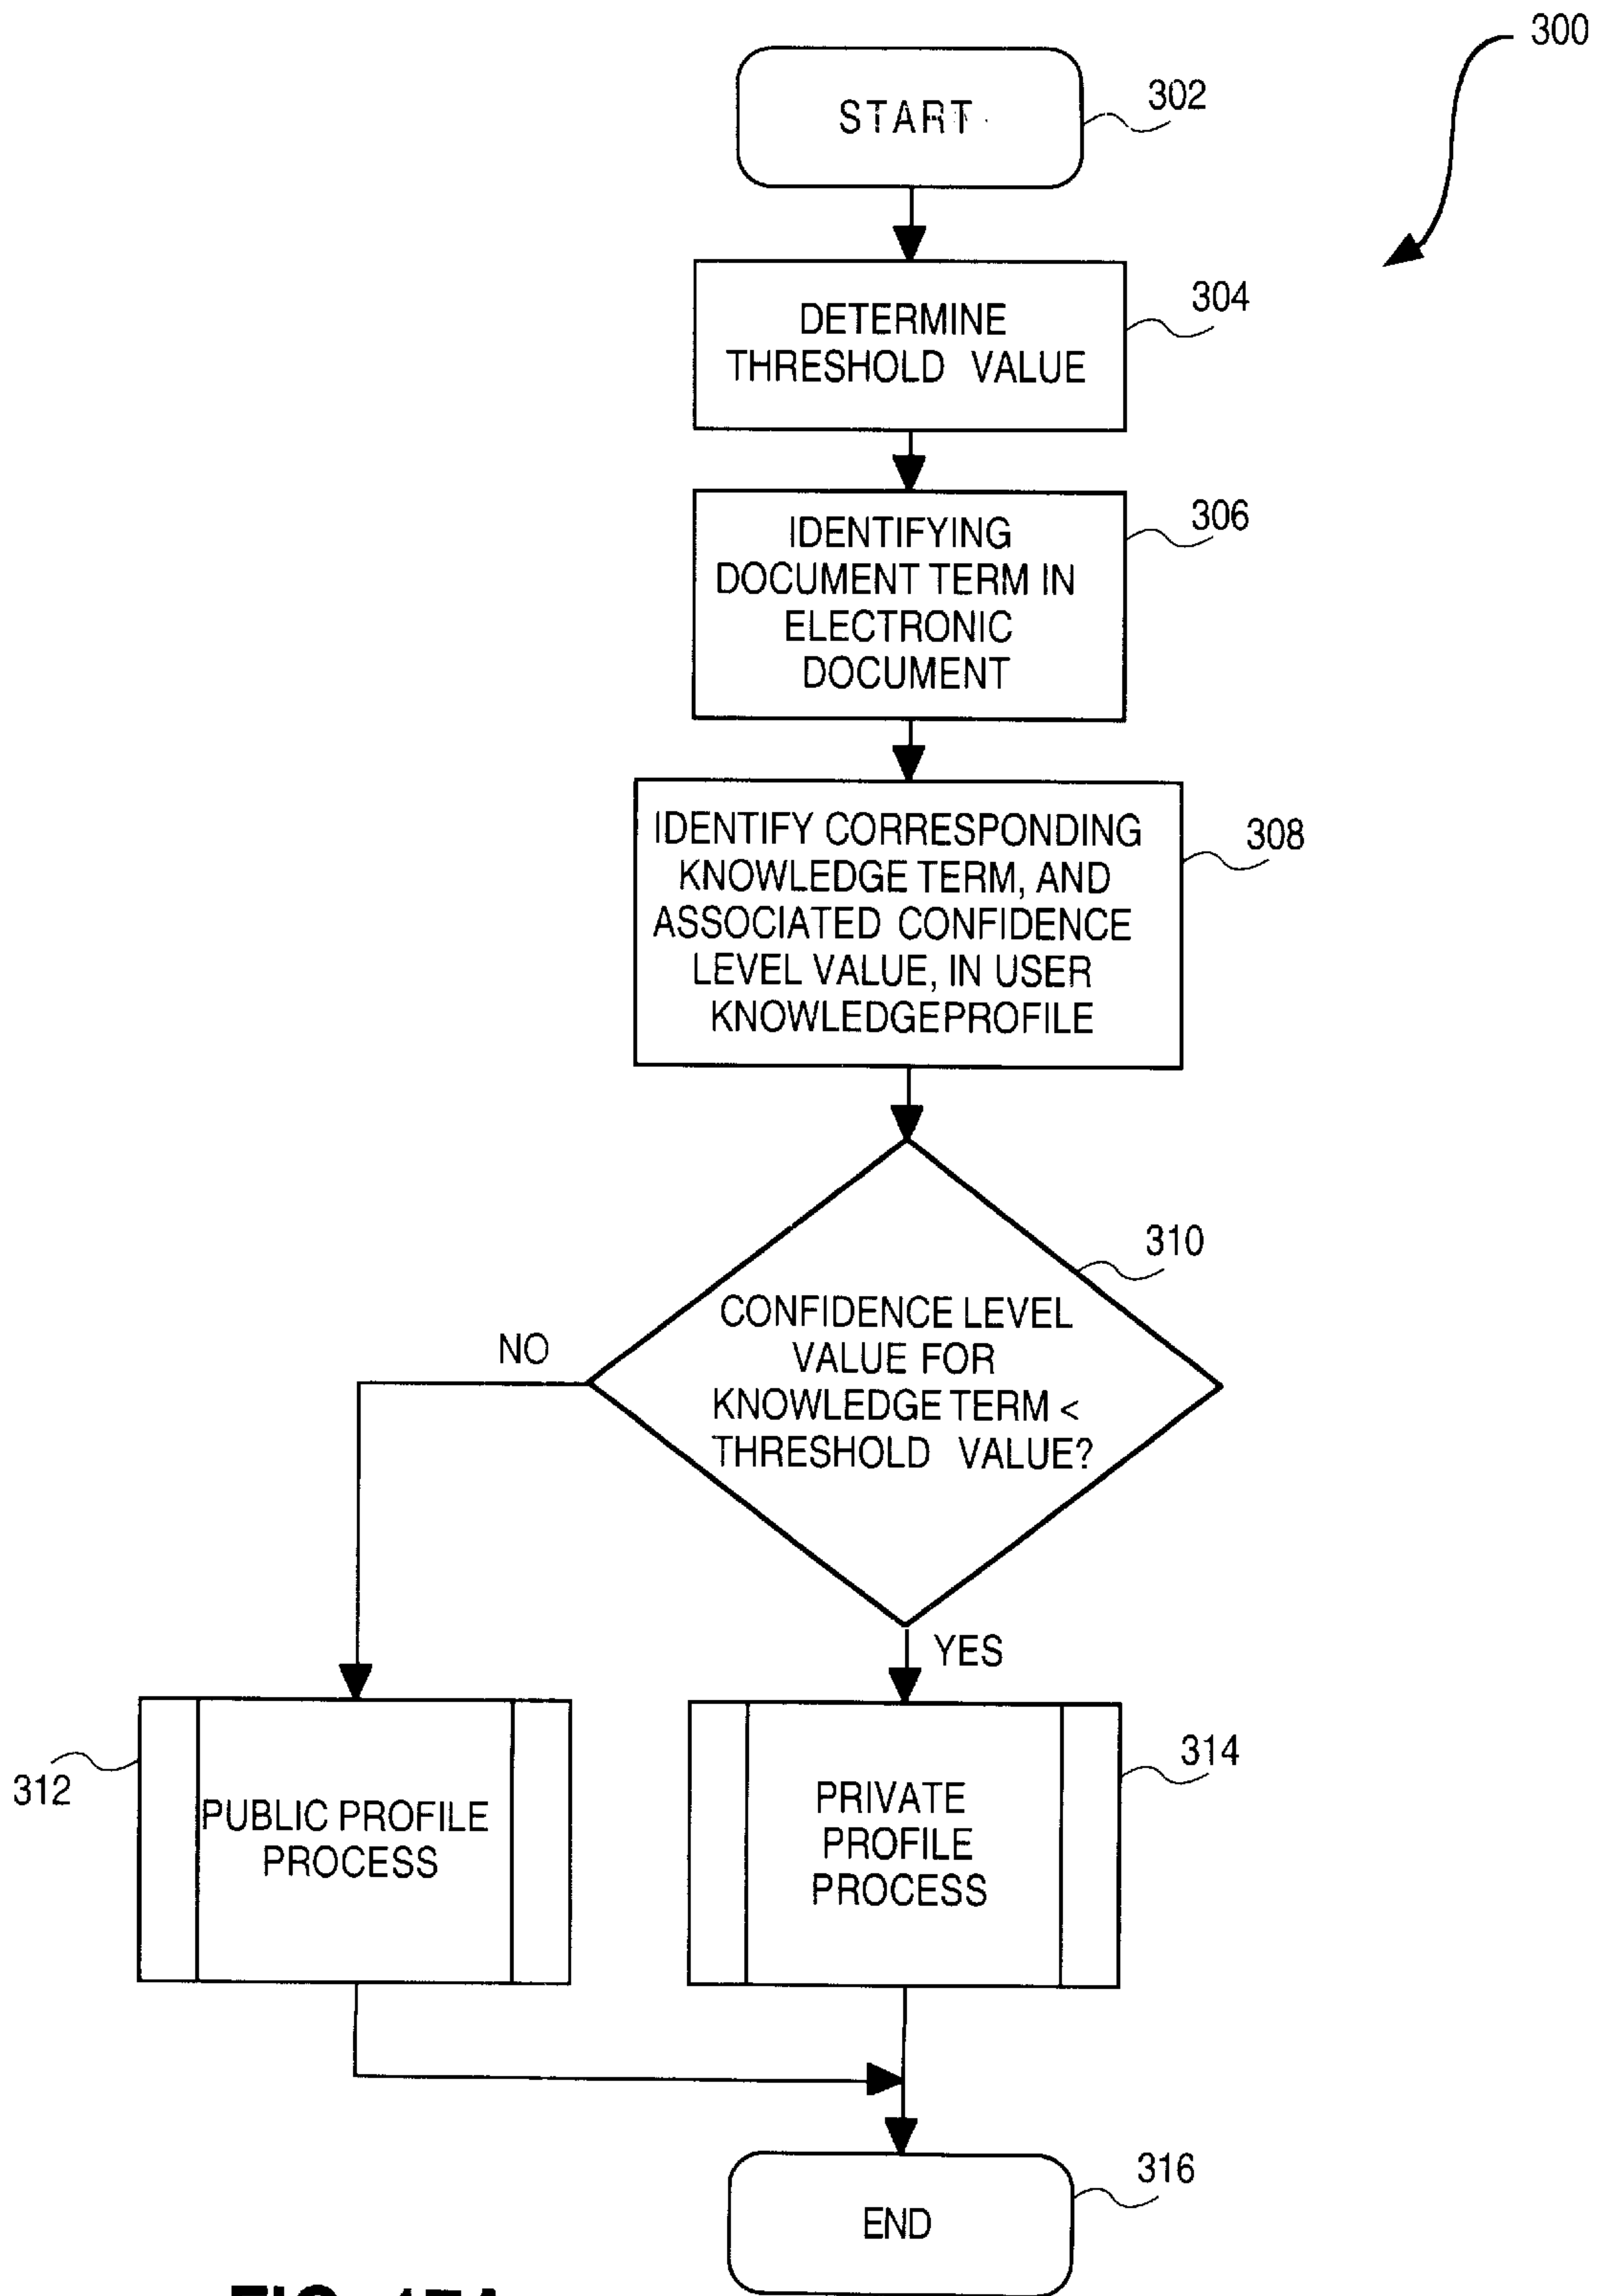 300
START
302
DETERMINE
THRESHOLD VALUE
304
IDENTIFYING
DOCUMENT TERM IN
ELECTRONIC
DOCUMENT
306
IDENTIFY CORRESPONDING
KNOWLEDGE TERM, AND
ASSOCIATED CONFIDENCE
LEVEL VALUE, IN USER
KNOWLEDGEPROFILE
308
310
CONFIDENCE LEVEL
VALUE FOR
KNOWLEDGE TERM <
THRESHOLD VALUE?
NO
YES
312
PUBLIC PROFILE
PROCESS
314
PRIVATE
PROFILE
PROCESS
316
END